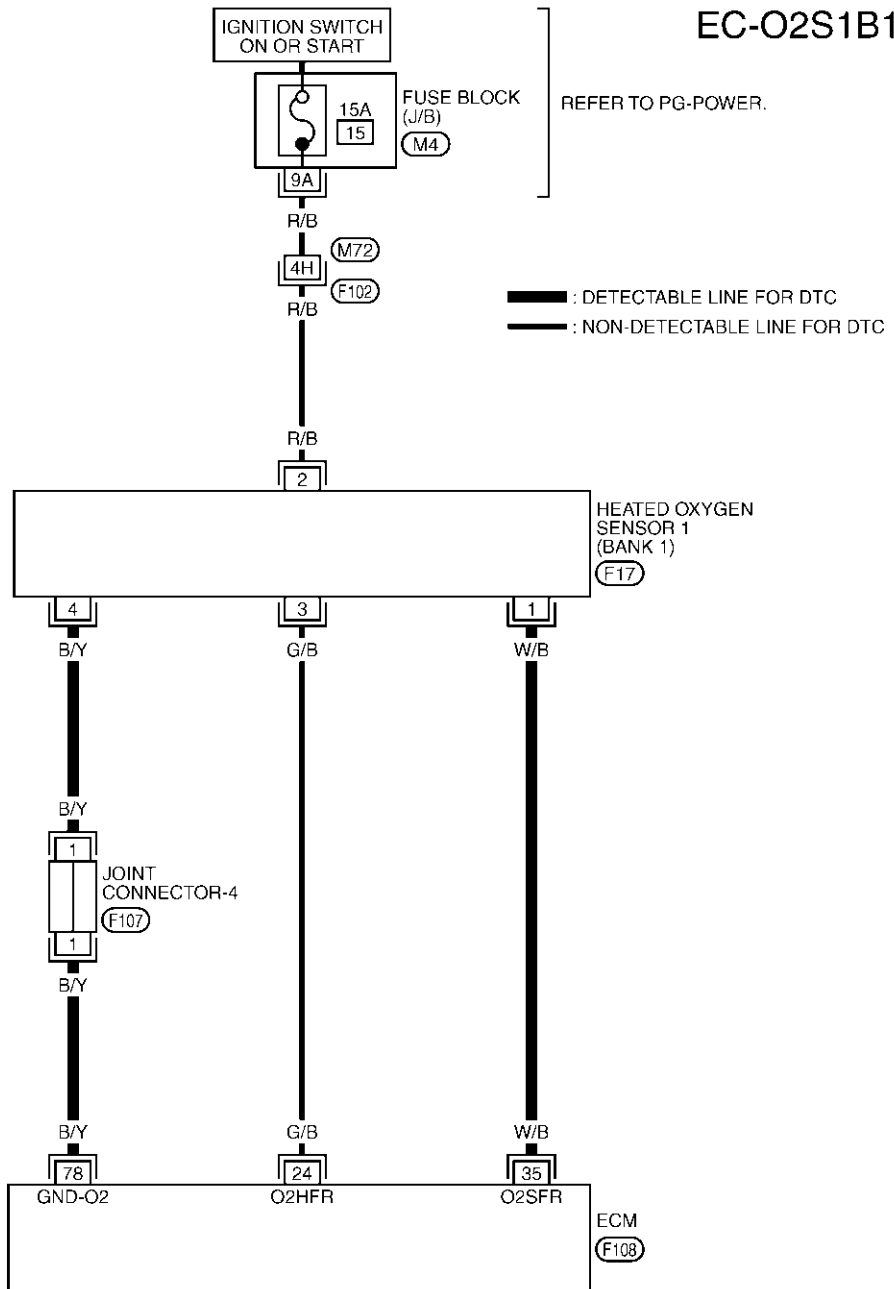 EC-O2S1B1
IGNITION SWITCH
ON OR START
FUSE BLOCK
(J/B)
M4
15A
15
REFER TO PG-POWER.
9A
R/B
M72
4H
F102
R/B
: DETECTABLE LINE FOR DTC
: NON-DETECTABLE LINE FOR DTC
R/B
2
HEATED OXYGEN
SENSOR 1
(BANK 1)
F17
4 3 1
B/Y G/B W/B
B/Y
1
JOINT
CONNECTOR-4
F107
1
B/Y
B/Y G/B W/B
78 24 35
GND-O2 O2HFR O2SFR
ECM
F108